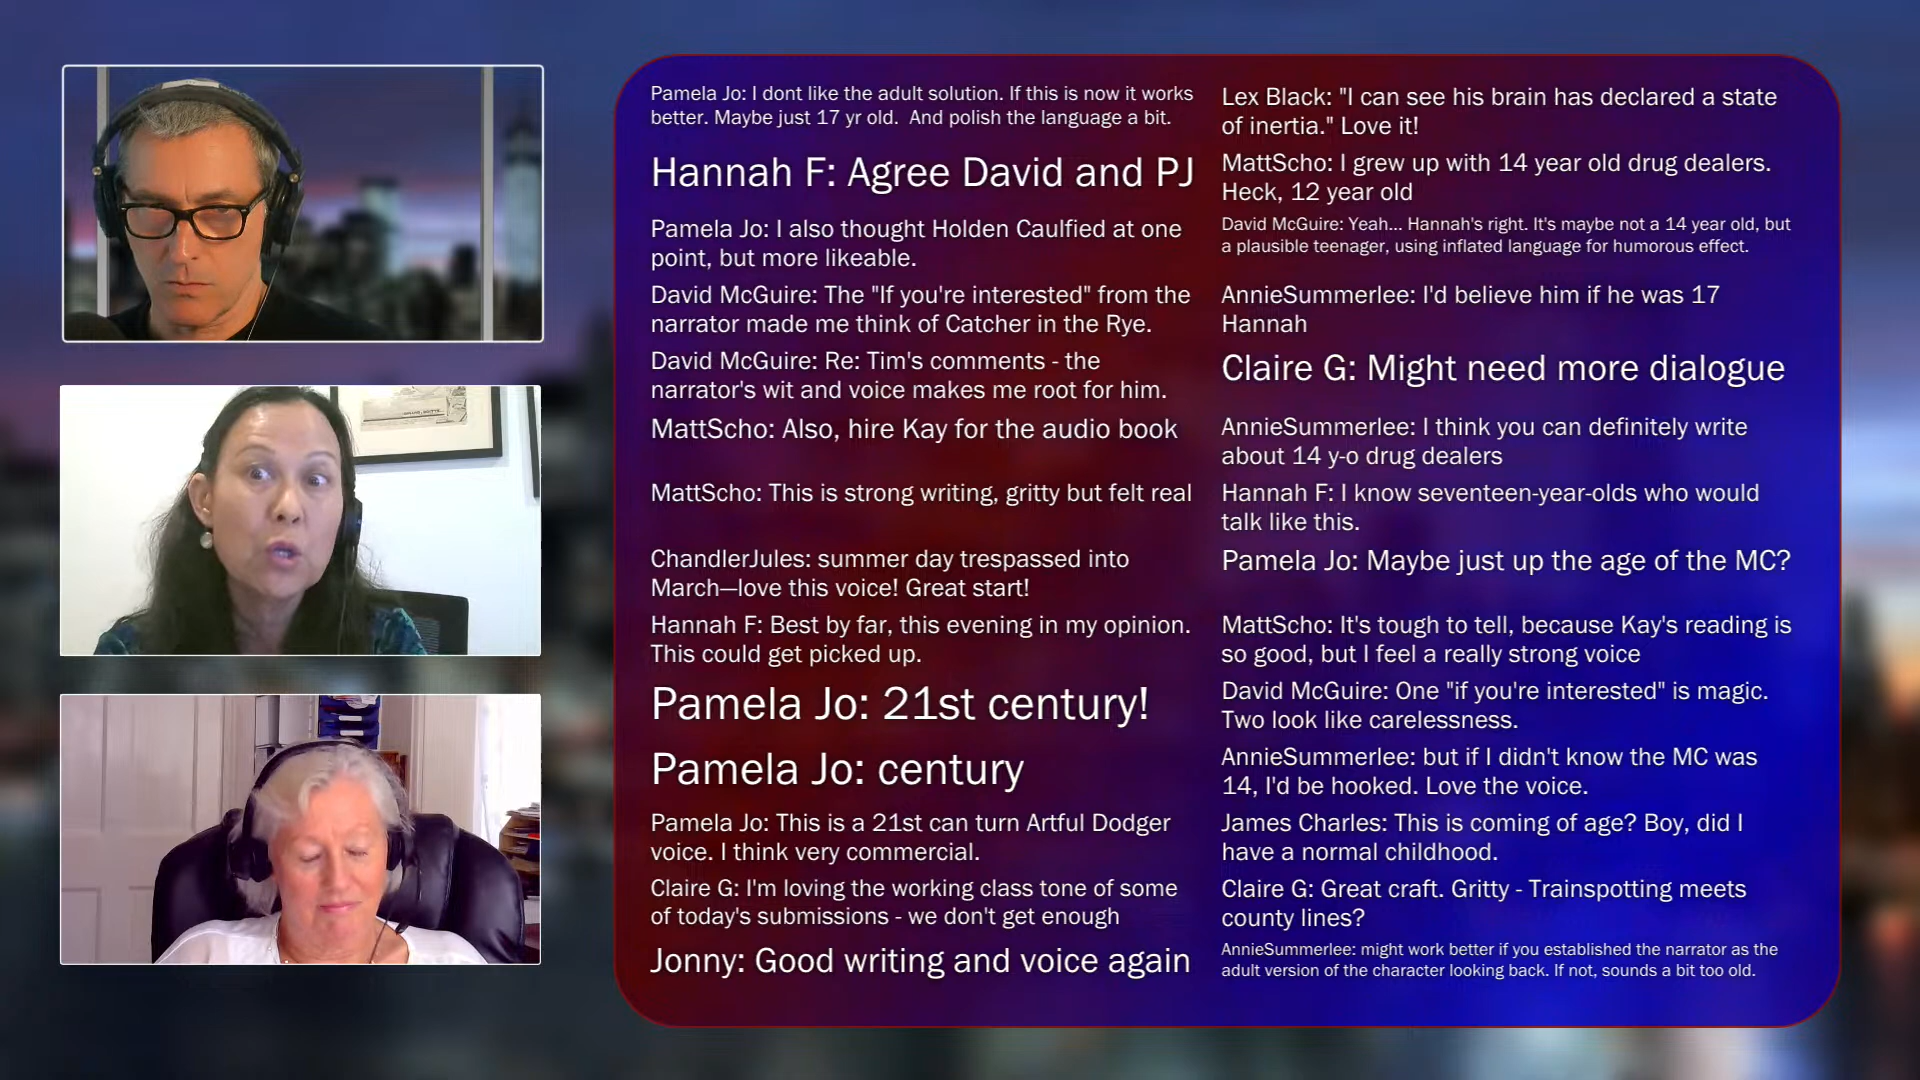 Pamela Jo: I dont like the adult solution. If this is now it works
better. Maybe just 17 yr old.  And polish the language a bit.
Hannah F: Agree David and PJ
Pamela Jo: I also thought Holden Caulfied at one
point, but more likeable.
David McGuire: The "If you're interested" from the
narrator made me think of Catcher in the Rye.
David McGuire: Re: Tim's comments - the
narrator's wit and voice makes me root for him.
MattScho: Also, hire Kay for the audio book
MattScho: This is strong writing, gritty but felt real
ChandlerJules: summer day trespassed into
March—love this voice! Great start!
Hannah F: Best by far, this evening in my opinion.
This could get picked up.
Pamela Jo: 21st century!
Pamela Jo: century
Pamela Jo: This is a 21st can turn Artful Dodger
voice. I think very commercial.
Claire G: I'm loving the working class tone of some
of today's submissions - we don't get enough
Jonny: Good writing and voice again
Lex Black: "I can see his brain has declared a state
of inertia." Love it!
MattScho: I grew up with 14 year old drug dealers.
Heck, 12 year old
David McGuire: Yeah... Hannah's right. It's maybe not a 14 year old, but
a plausible teenager, using inflated language for humorous effect.
AnnieSummerlee: I'd believe him if he was 17
Hannah
Claire G: Might need more dialogue
AnnieSummerlee: I think you can definitely write
about 14 y-o drug dealers
Hannah F: I know seventeen-year-olds who would
talk like this.
Pamela Jo: Maybe just up the age of the MC?
MattScho: It's tough to tell, because Kay's reading is
so good, but I feel a really strong voice
David McGuire: One "if you're interested" is magic.
Two look like carelessness.
AnnieSummerlee: but if I didn't know the MC was
14, I'd be hooked. Love the voice.
James Charles: This is coming of age? Boy, did I
have a normal childhood.
Claire G: Great craft. Gritty - Trainspotting meets
county lines?
AnnieSummerlee: might work better if you established the narrator as the
adult version of the character looking back. If not, sounds a bit too old.